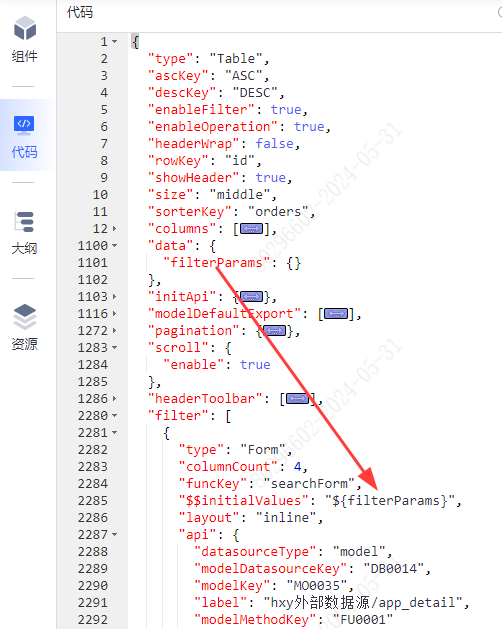 代码
组件
代码
大纲
资源
1 {
2 "type": "Table",
3 "ascKey": "ASC",
4 "descKey": "DESC",
5 "enableFilter": true,
6 "enableOperation": true,
7 "headerWrap": false,
8 "rowKey": "id",
9 "showHeader": true,
10 "size": "middle",
11 "sorterKey": "orders",
12 "columns": [],
1100 "data": {
1101 "filterParams": {}
1102 },
1103 "initApi": {},
1116 "modelDefaultExport": [],
1272 "pagination": {},
1283 "scroll": {
1284 "enable": true
1285 },
1286 "headerToolbar": [],
2280 "filter": [
2281 {
2282 "type": "Form",
2283 "columnCount": 4,
2284 "funcKey": "searchForm",
2285 "$$initialValues": "${filterParams}",
2286 "layout": "inline",
2287 "api": {
2288 "datasourceType": "model",
2289 "modelDatasourceKey": "DB0014",
2290 "modelKey": "MO0035",
2291 "label": "hxy外部数据源/app_detail",
2292 "modelMethodKey": "FU0001"